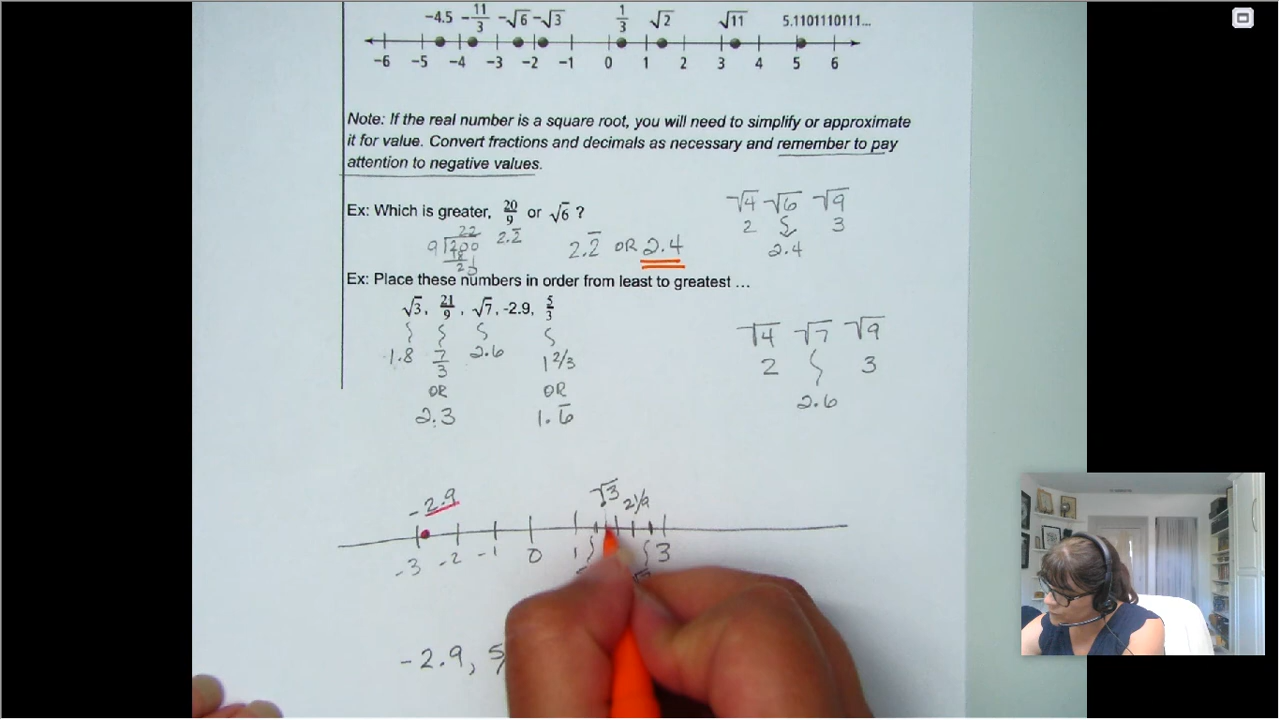 -4.5 -11/3 -√6 -√3 1/3 √2 √11 5.1101110111...
-6 -5 -4 -3 -2 -1 0 1 2 3 4 5 6
Note: If the real number is a square root, you will need to simplify or approximate
it for value. Convert fractions and decimals as necessary and remember to pay
attention to negative values.
Ex: Which is greater, 20/9 or √6 ?
√4 √6 √9
2 3
2.4
22
9 200 2.2̅
18
2.2̅ OR 2.4
Ex: Place these numbers in order from least to greatest ...
√3, 21/9, √7, -2.9, 5/3
1.8 7/3 2.6 1 2/3
OR OR
2.3 1.6̅
√4 √7 √9
2 3
2.6
-2.9 √3 21/9
-3 -2 -1 0 1 3
-2.9, 5